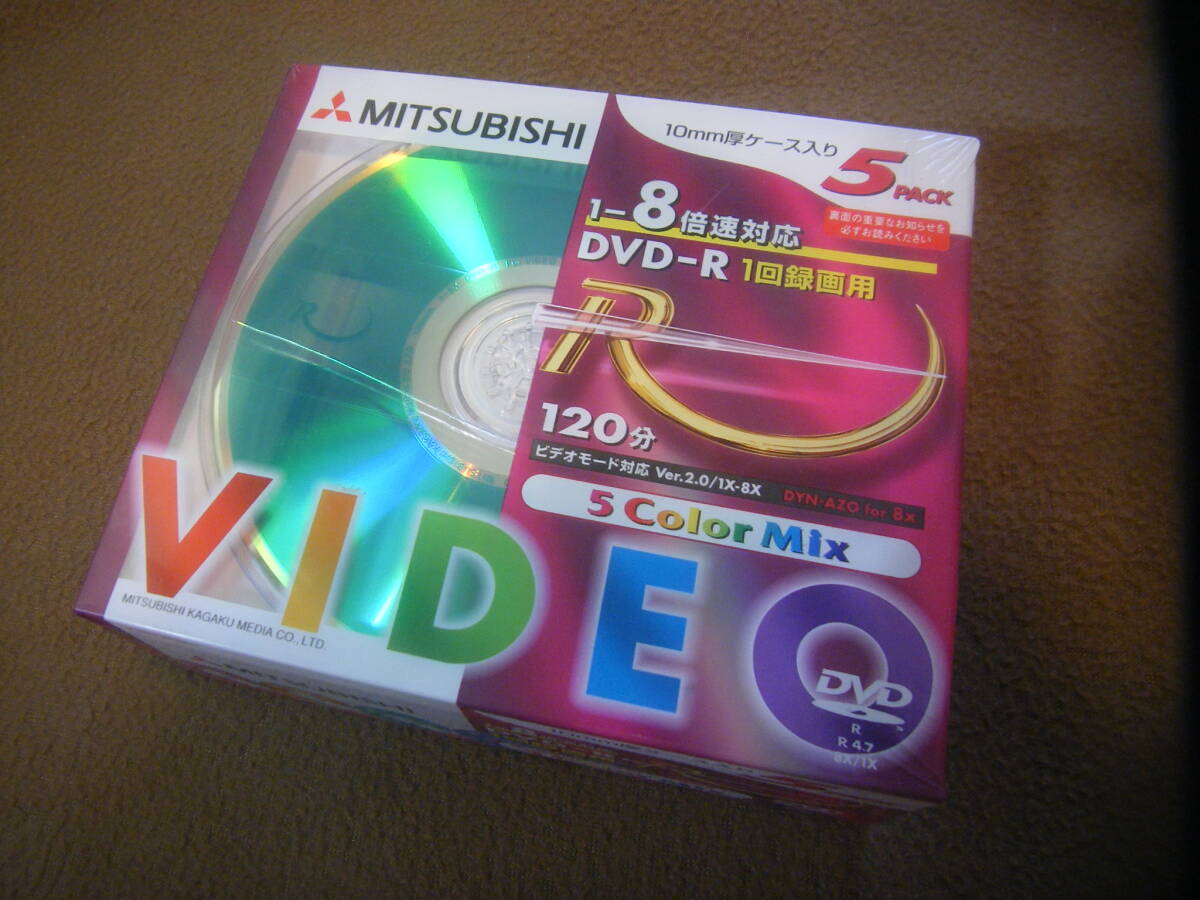 MITSUBISHI
10mm厚ケース入り
5 PACK
裏面の重要なお知らせを
必ずお読みください
1-8倍速対応
DVD-R 1回録画用
R
120分
ビデオモード対応 Ver.2.0/1X-8X DYN-AZO for 8x
5 Color Mix
VIDEO
MITSUBISHI KAGAKU MEDIA CO., LTD.
DVD
R
R 4.7
8X/1X
MITSUBISHI